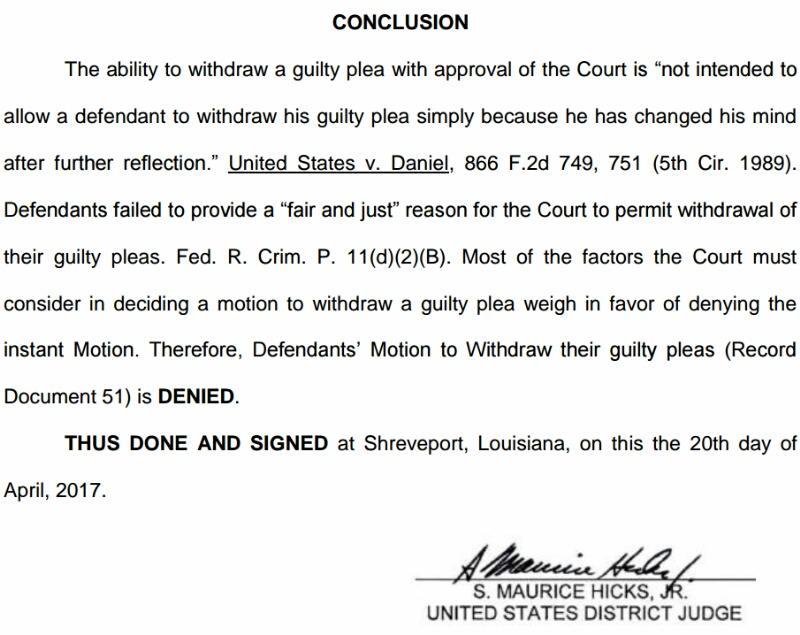 CONCLUSION
The ability to withdraw a guilty plea with approval of the Court is “not intended to
allow a defendant to withdraw his guilty plea simply because he has changed his mind
after further reflection.” United States v. Daniel, 866 F.2d 749, 751 (5th Cir. 1989).
Defendants failed to provide a “fair and just” reason for the Court to permit withdrawal of
their guilty pleas. Fed. R. Crim. P. 11(d)(2)(B). Most of the factors the Court must
consider in deciding a motion to withdraw a guilty plea weigh in favor of denying the
instant Motion. Therefore, Defendants’ Motion to Withdraw their guilty pleas (Record
Document 51) is DENIED.
THUS DONE AND SIGNED at Shreveport, Louisiana, on this the 20th day of
April, 2017.
S. MAURICE HICKS, JR.
UNITED STATES DISTRICT JUDGE